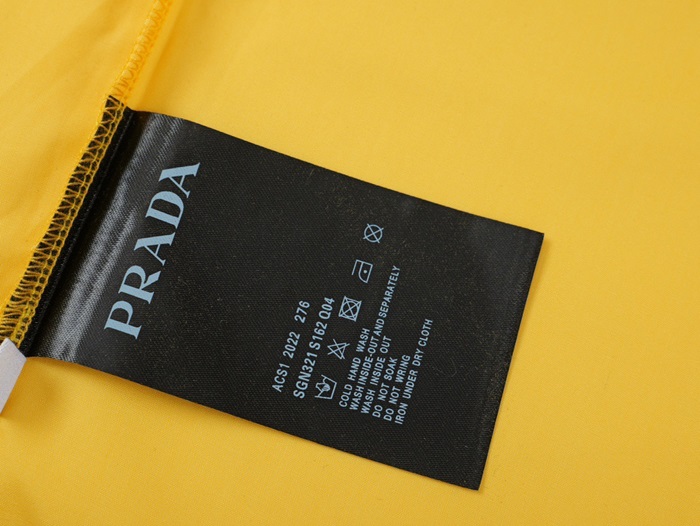 PRADA
ACS1 2022 276
SGN321 S162 Q04
COLD HAND WASH
WASH INSIDE-OUT AND SEPARATELY
WASH INSIDE OUT
DO NOT SOAK
DO NOT WRING
IRON UNDER DRY CLOTH